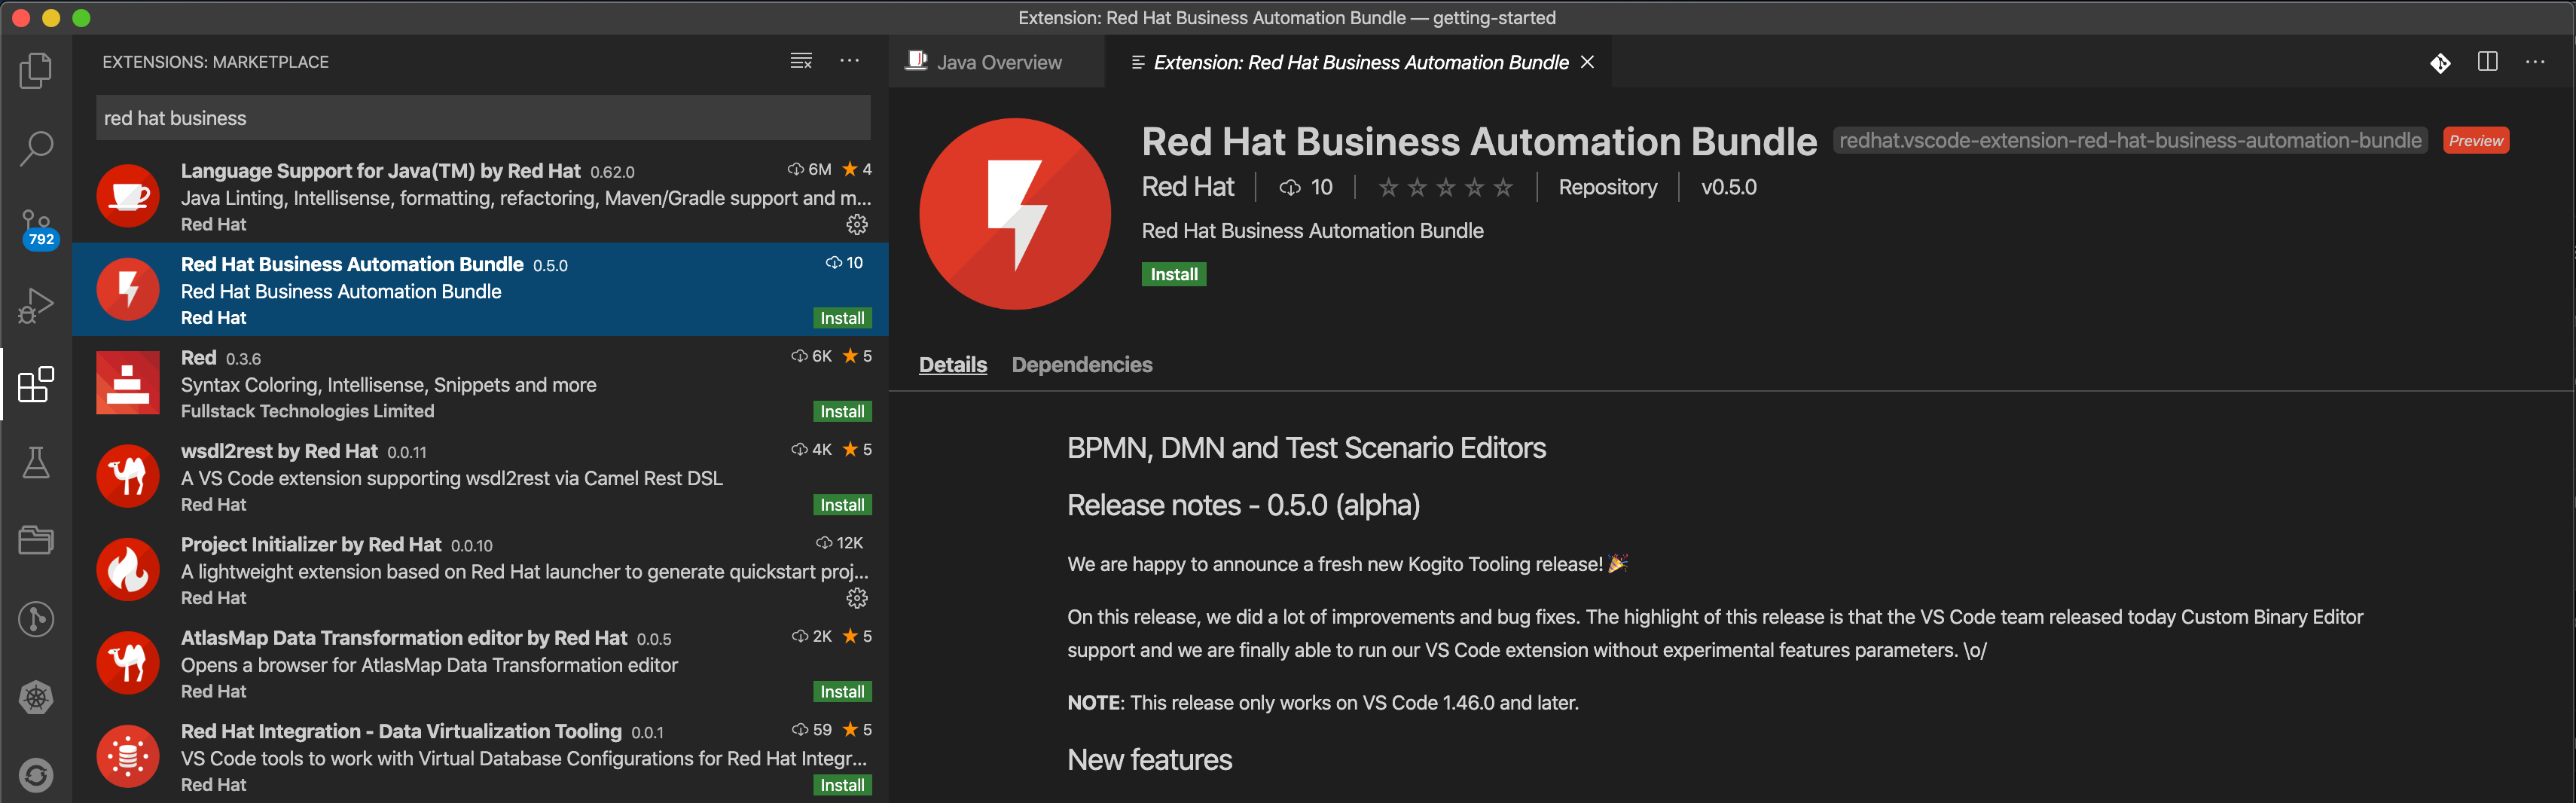 Extension: Red Hat Business Automation Bundle — getting-started
EXTENSIONS: MARKETPLACE
red hat business
792
Language Support for Java(TM) by Red Hat 0.62.0 6M ★ 4
Java Linting, Intellisense, formatting, refactoring, Maven/Gradle support and m...
Red Hat
Red Hat Business Automation Bundle 0.5.0 10
Red Hat Business Automation Bundle
Red Hat Install
Red 0.3.6 6K ★ 5
Syntax Coloring, Intellisense, Snippets and more
Fullstack Technologies Limited Install
wsdl2rest by Red Hat 0.0.11 4K ★ 5
A VS Code extension supporting wsdl2rest via Camel Rest DSL
Red Hat Install
Project Initializer by Red Hat 0.0.10 12K
A lightweight extension based on Red Hat launcher to generate quickstart proj...
Red Hat
AtlasMap Data Transformation editor by Red Hat 0.0.5 2K ★ 5
Opens a browser for AtlasMap Data Transformation editor
Red Hat Install
Red Hat Integration - Data Virtualization Tooling 0.0.1 59 ★ 5
VS Code tools to work with Virtual Database Configurations for Red Hat Integr...
Red Hat Install
Java Overview
Extension: Red Hat Business Automation Bundle
Red Hat Business Automation Bundle redhat.vscode-extension-red-hat-business-automation-bundle Preview
Red Hat 10 ☆☆☆☆☆ Repository v0.5.0
Red Hat Business Automation Bundle
Install
Details Dependencies
BPMN, DMN and Test Scenario Editors
Release notes - 0.5.0 (alpha)
We are happy to announce a fresh new Kogito Tooling release! 🎉
On this release, we did a lot of improvements and bug fixes. The highlight of this release is that the VS Code team released today Custom Binary Editor
support and we are finally able to run our VS Code extension without experimental features parameters. \o/
NOTE: This release only works on VS Code 1.46.0 and later.
New features